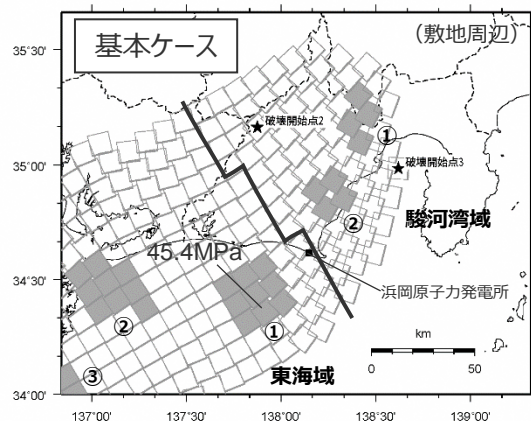 基本ケース
(敷地周辺)
35°30'
破壊開始点2
①
35°00'
破壊開始点3
②
駿河湾域
45.4MPa
34°30'
浜岡原子力発電所
②
①
km
③
東海域
0
50
34°00'
137°00'
137°30'
138°00'
138°30'
139°00'